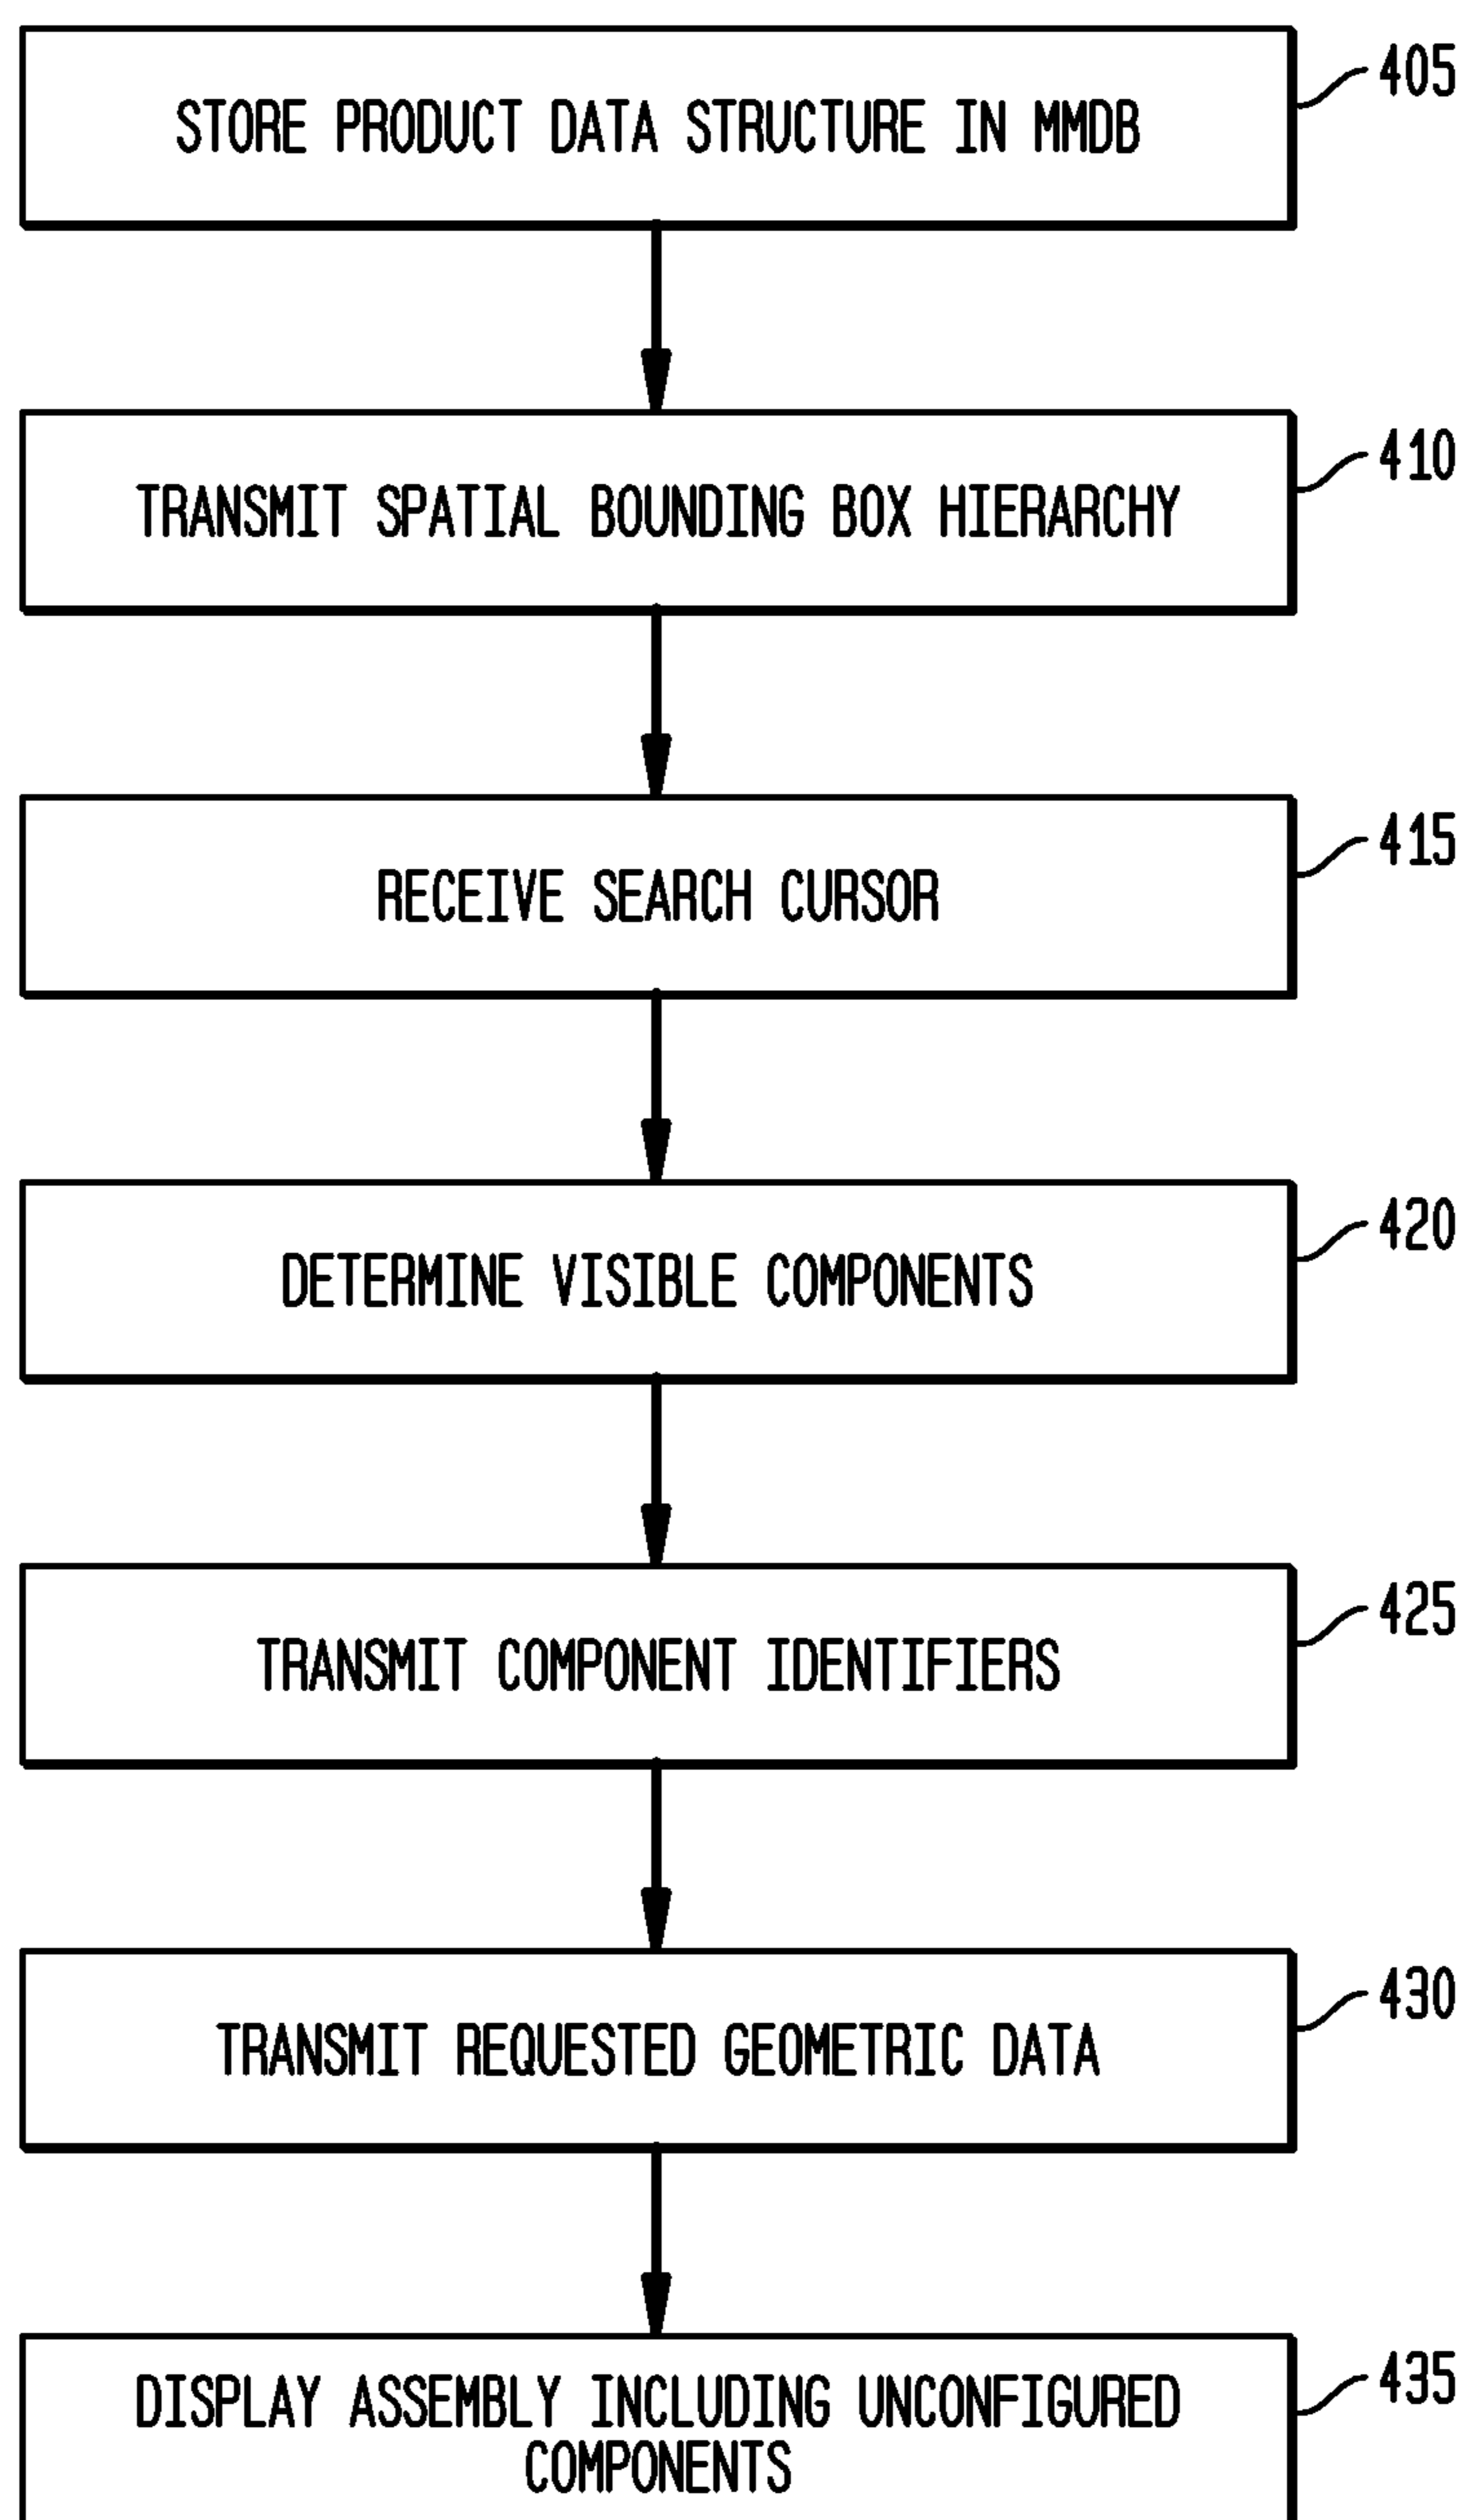 405
STORE PRODUCT DATA STRUCTURE IN MMDB
410
TRANSMIT SPATIAL BOUNDING BOX HIERARCHY
415
RECEIVE SEARCH CURSOR
420
DETERMINE VISIBLE COMPONENTS
425
TRANSMIT COMPONENT IDENTIFIERS
430
TRANSMIT REQUESTED GEOMETRIC DATA
435
DISPLAY ASSEMBLY INCLUDING UNCONFIGURED
COMPONENTS